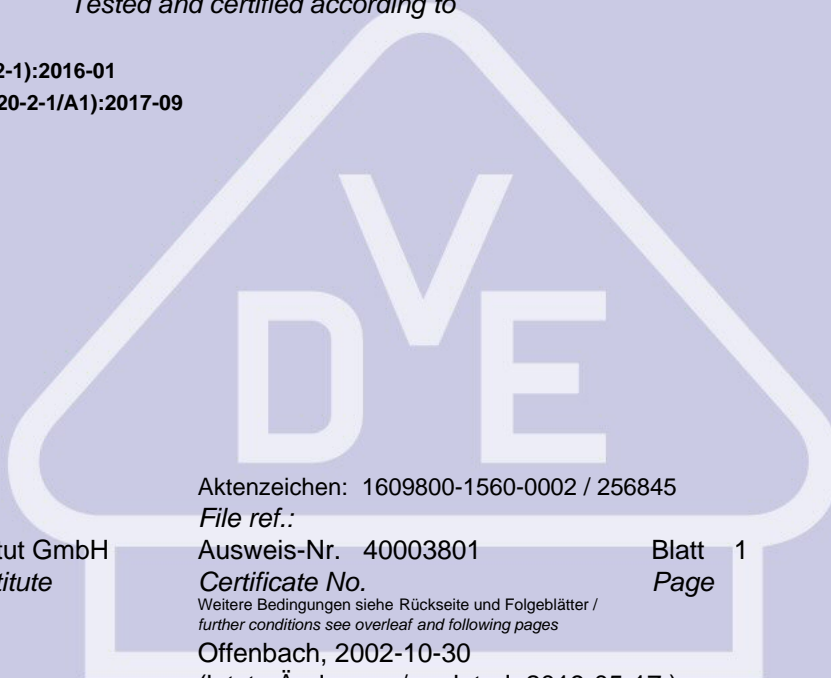 Tested and certified according to
2-1):2016-01
20-2-1/A1):2017-09
VDE
Aktenzeichen: 1609800-1560-0002 / 256845
File ref.:
tut GmbH Ausweis-Nr. 40003801 Blatt 1
titute Certificate No. Page
Weitere Bedingungen siehe Rückseite und Folgeblätter /
further conditions see overleaf and following pages
Offenbach, 2002-10-30